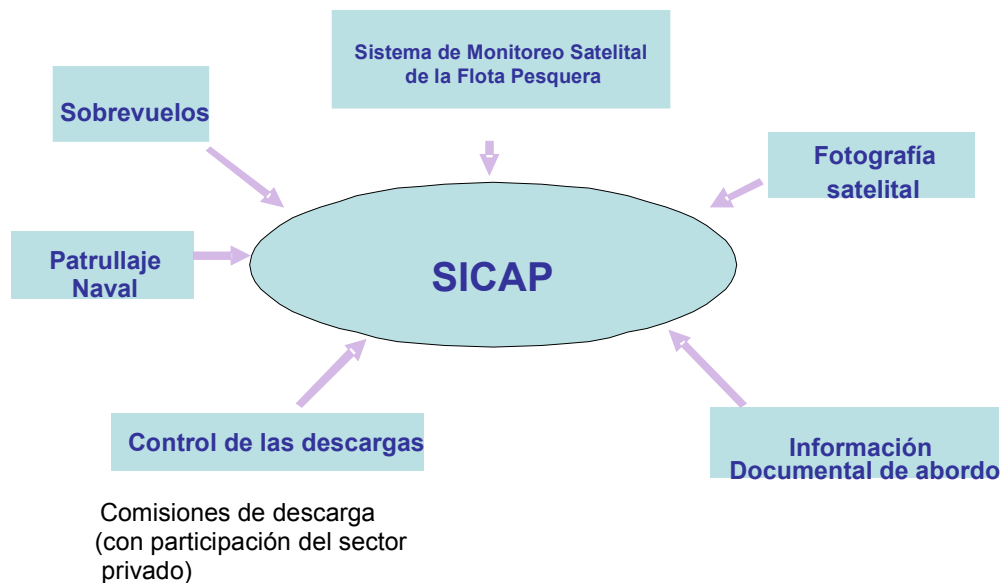 Sistema de Monitoreo Satelital
de la Flota Pesquera
Sobrevuelos
Fotografía
satelital
Patrullaje
Naval
SICAP
Control de las descargas
Información
Documental de abordo
Comisiones de descarga
(con participación del sector
privado)